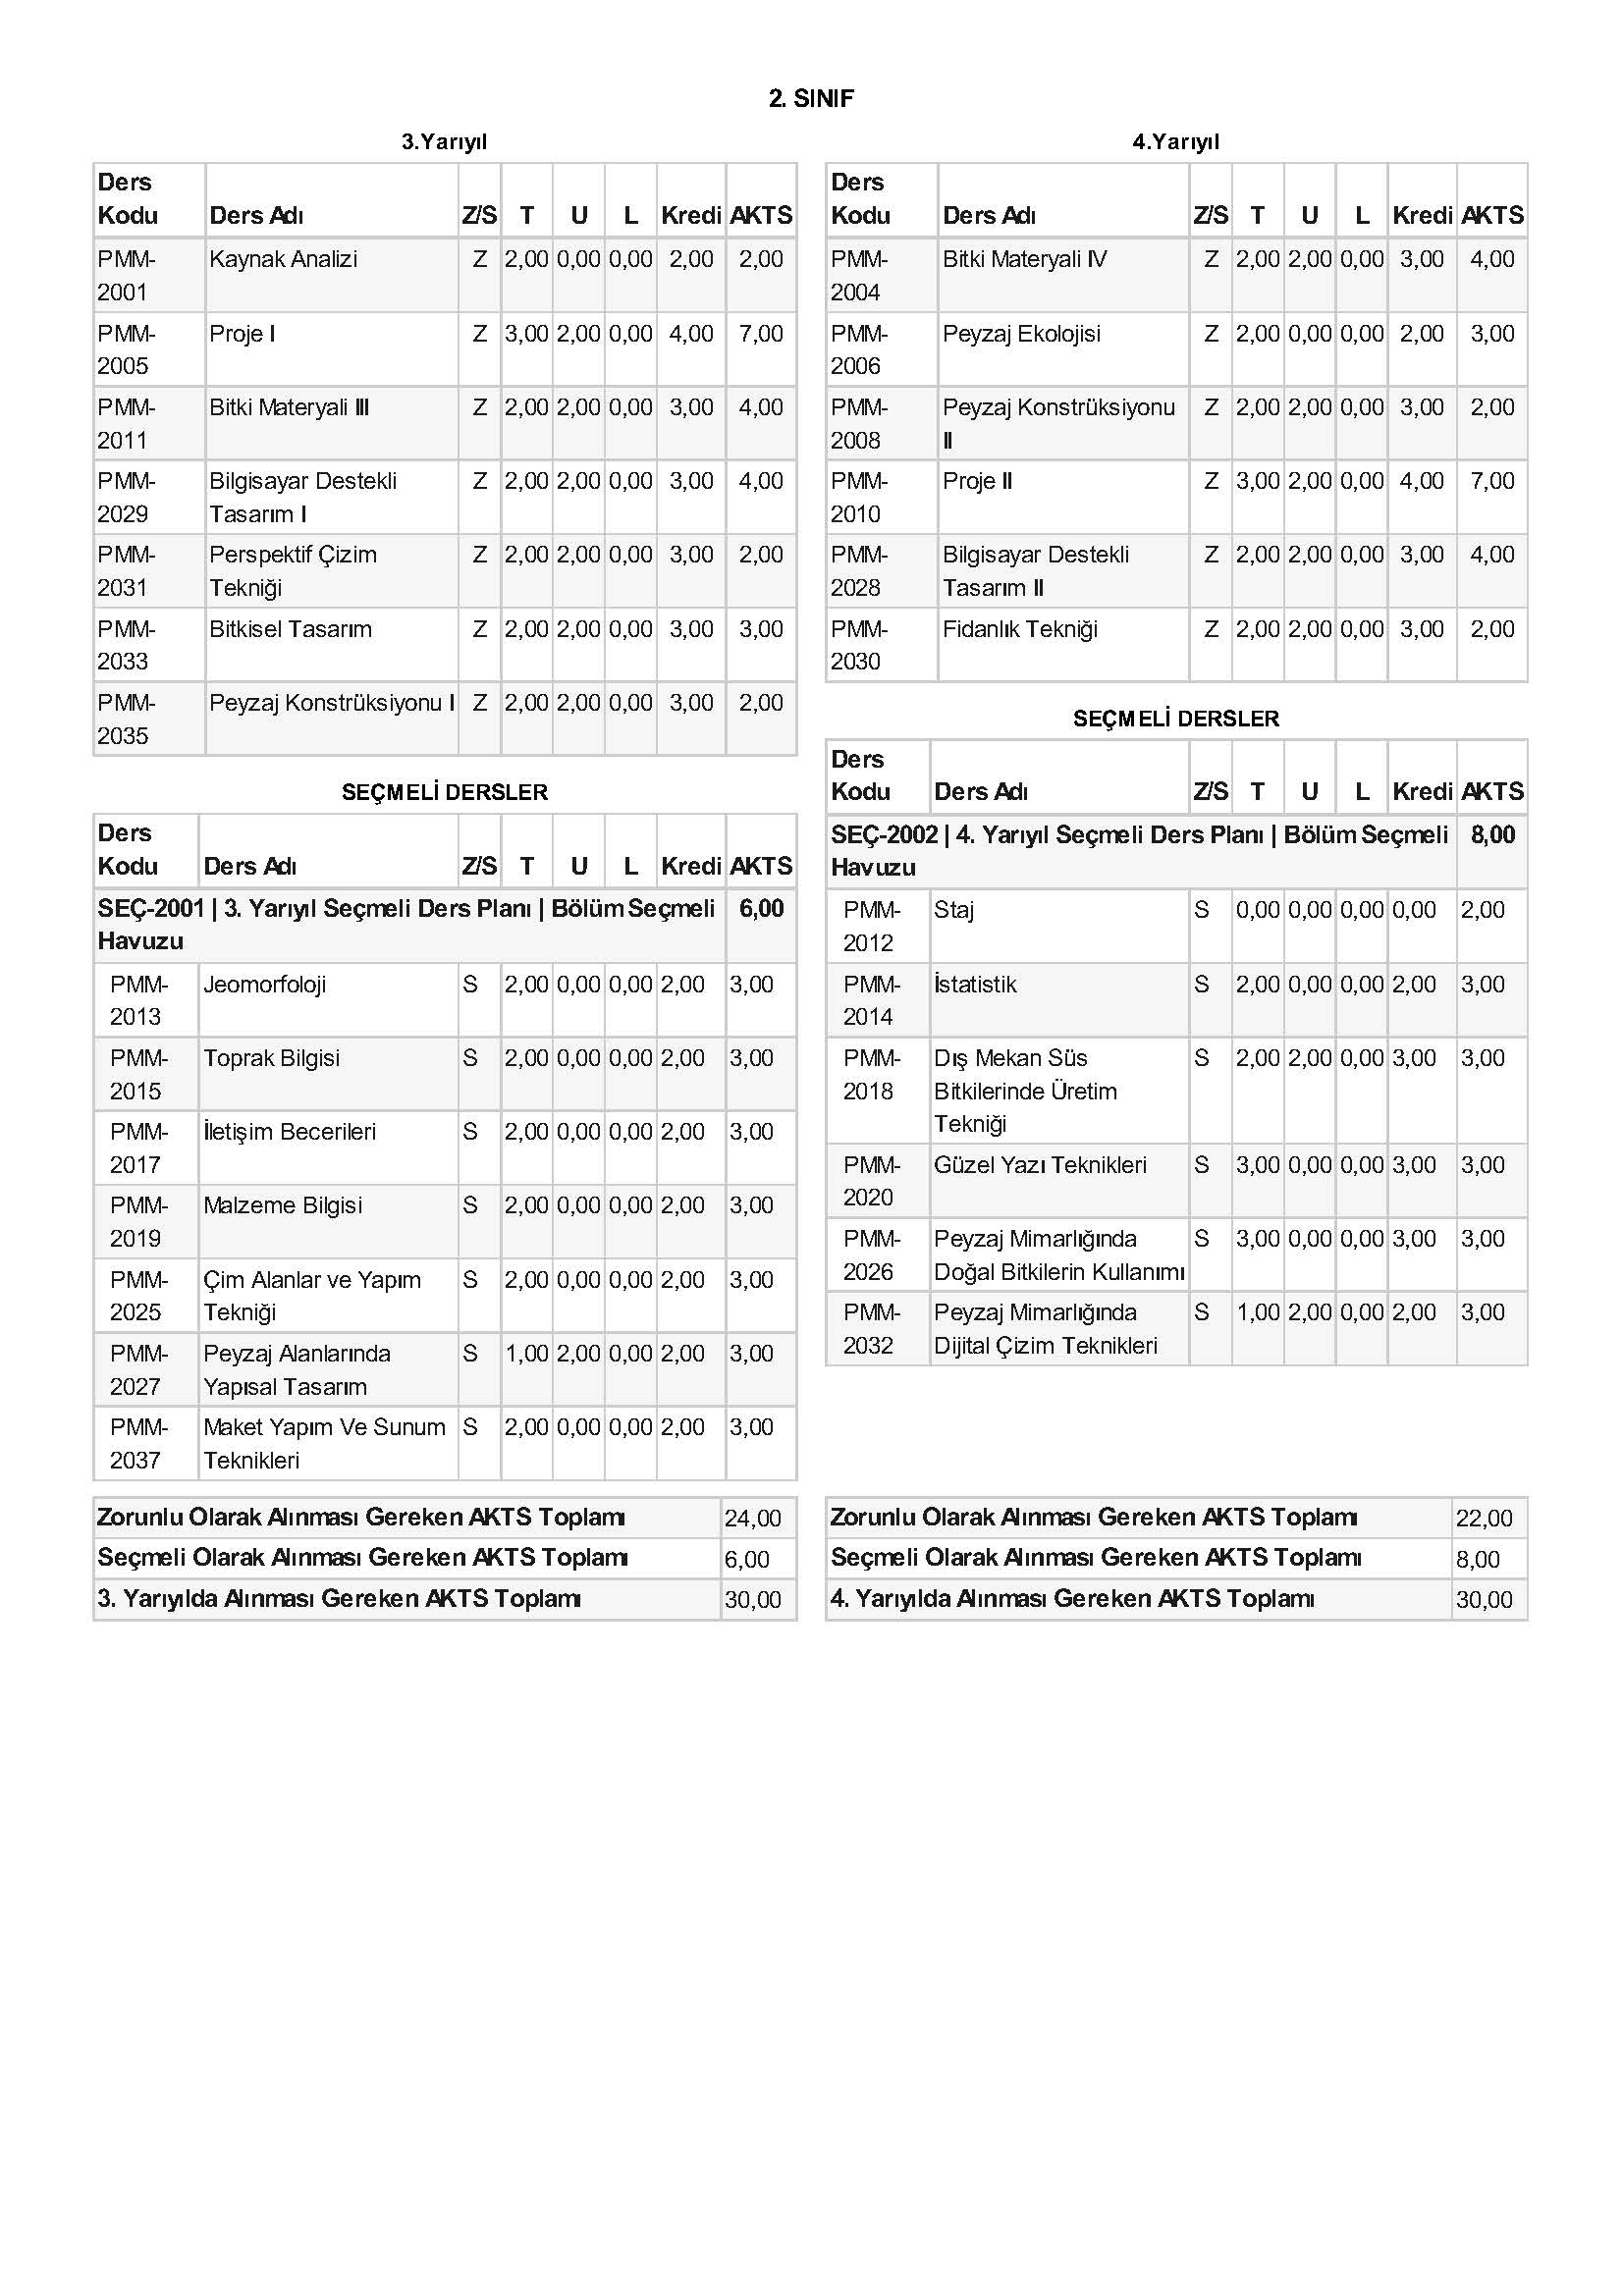 2. SINIF
3.Yarıyıl
Ders
Kodu Ders Adı Z/S T U L Kredi AKTS
PMM- Kaynak Analizi Z 2,00 0,00 0,00 2,00 2,00
2001
PMM- Proje I Z 3,00 2,00 0,00 4,00 7,00
2005
PMM- Bitki Materyali III Z 2,00 2,00 0,00 3,00 4,00
2011
PMM- Bilgisayar Destekli Z 2,00 2,00 0,00 3,00 4,00
2029 Tasarım I
PMM- Perspektif Çizim Z 2,00 2,00 0,00 3,00 2,00
2031 Tekniği
PMM- Bitkisel Tasarım Z 2,00 2,00 0,00 3,00 3,00
2033
PMM- Peyzaj Konstrüksiyonu I Z 2,00 2,00 0,00 3,00 2,00
2035
SEÇMELİ DERSLER
Ders
Kodu Ders Adı Z/S T U L Kredi AKTS
SEÇ-2001 | 3. Yarıyıl Seçmeli Ders Planı | Bölüm Seçmeli 6,00
Havuzu
PMM- Jeomorfoloji S 2,00 0,00 0,00 2,00 3,00
2013
PMM- Toprak Bilgisi S 2,00 0,00 0,00 2,00 3,00
2015
PMM- İletişim Becerileri S 2,00 0,00 0,00 2,00 3,00
2017
PMM- Malzeme Bilgisi S 2,00 0,00 0,00 2,00 3,00
2019
PMM- Çim Alanlar ve Yapım S 2,00 0,00 0,00 2,00 3,00
2025 Tekniği
PMM- Peyzaj Alanlarında S 1,00 2,00 0,00 2,00 3,00
2027 Yapısal Tasarım
PMM- Maket Yapım Ve Sunum S 2,00 0,00 0,00 2,00 3,00
2037 Teknikleri
Zorunlu Olarak Alınması Gereken AKTS Toplamı 24,00
Seçmeli Olarak Alınması Gereken AKTS Toplamı 6,00
3. Yarıyılda Alınması Gereken AKTS Toplamı 30,00
4.Yarıyıl
Ders
Kodu Ders Adı Z/S T U L Kredi AKTS
PMM- Bitki Materyali IV Z 2,00 2,00 0,00 3,00 4,00
2004
PMM- Peyzaj Ekolojisi Z 2,00 0,00 0,00 2,00 3,00
2006
PMM- Peyzaj Konstrüksiyonu Z 2,00 2,00 0,00 3,00 2,00
2008 II
PMM- Proje II Z 3,00 2,00 0,00 4,00 7,00
2010
PMM- Bilgisayar Destekli Z 2,00 2,00 0,00 3,00 4,00
2028 Tasarım II
PMM- Fidanlık Tekniği Z 2,00 2,00 0,00 3,00 2,00
2030
SEÇMELİ DERSLER
Ders
Kodu Ders Adı Z/S T U L Kredi AKTS
SEÇ-2002 | 4. Yarıyıl Seçmeli Ders Planı | Bölüm Seçmeli 8,00
Havuzu
PMM- Staj S 0,00 0,00 0,00 0,00 2,00
2012
PMM- İstatistik S 2,00 0,00 0,00 2,00 3,00
2014
PMM- Dış Mekan Süs S 2,00 2,00 0,00 3,00 3,00
2018 Bitkilerinde Üretim
Tekniği
PMM- Güzel Yazı Teknikleri S 3,00 0,00 0,00 3,00 3,00
2020
PMM- Peyzaj Mimarlığında S 3,00 0,00 0,00 3,00 3,00
2026 Doğal Bitkilerin Kullanımı
PMM- Peyzaj Mimarlığında S 1,00 2,00 0,00 2,00 3,00
2032 Dijital Çizim Teknikleri
Zorunlu Olarak Alınması Gereken AKTS Toplamı 22,00
Seçmeli Olarak Alınması Gereken AKTS Toplamı 8,00
4. Yarıyılda Alınması Gereken AKTS Toplamı 30,00